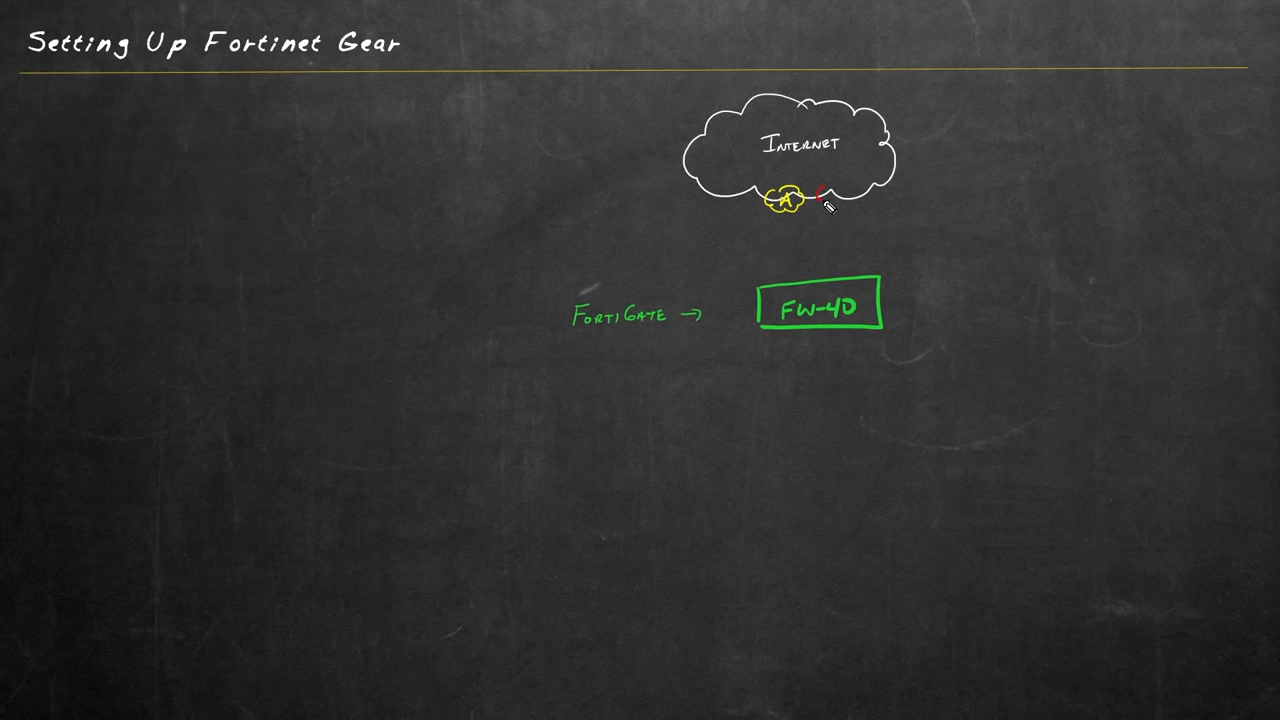 Setting Up Fortinet Gear
INTERNET
A
FORTIGATE →
FW-40